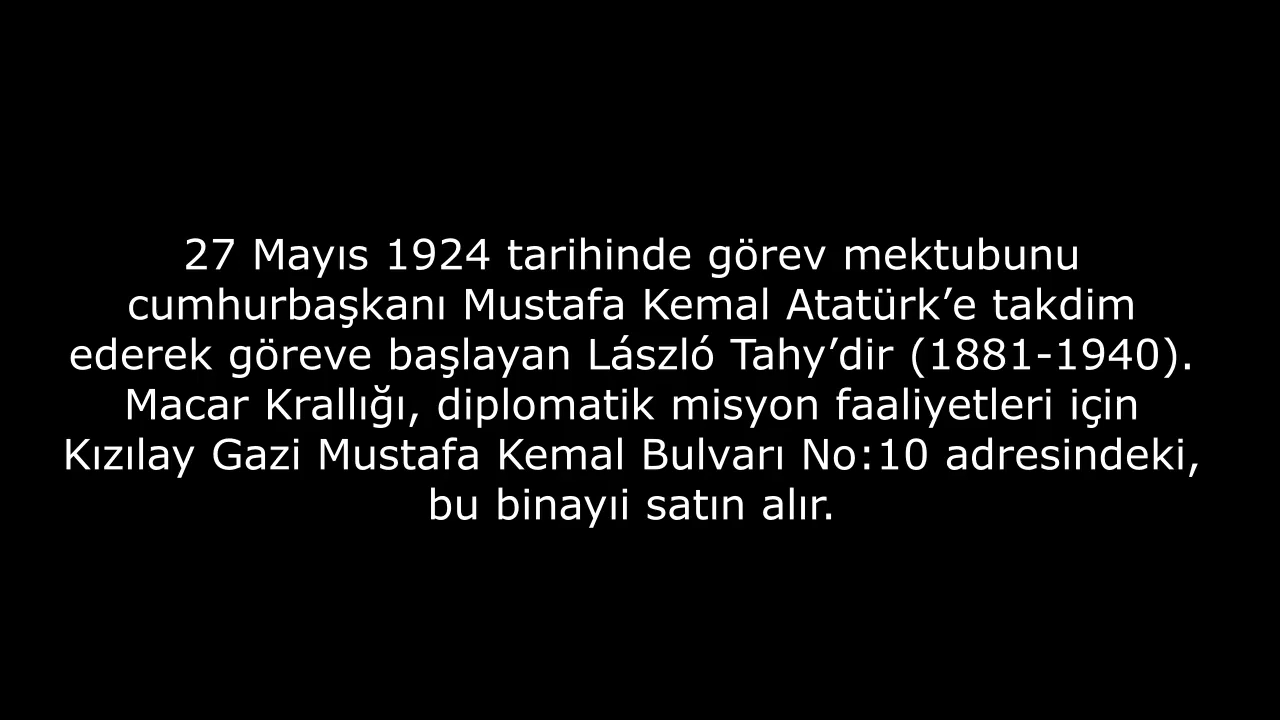 27 Mayıs 1924 tarihinde görev mektubunu
cumhurbaşkanı Mustafa Kemal Atatürk’e takdim
ederek göreve başlayan László Tahy’dir (1881-1940).
Macar Krallığı, diplomatik misyon faaliyetleri için
Kızılay Gazi Mustafa Kemal Bulvarı No:10 adresindeki,
bu binayıi satın alır.